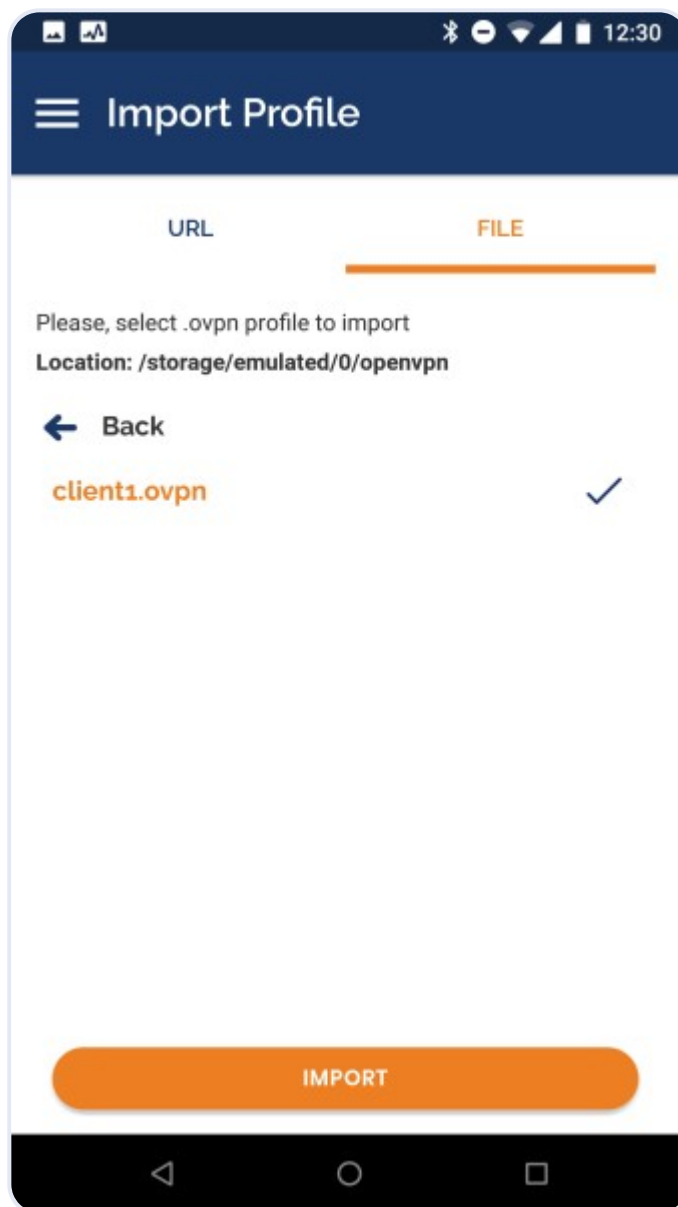 12:30
Import Profile
URL FILE
Please, select .ovpn profile to import
Location: /storage/emulated/0/openvpn
Back
client1.ovpn
IMPORT